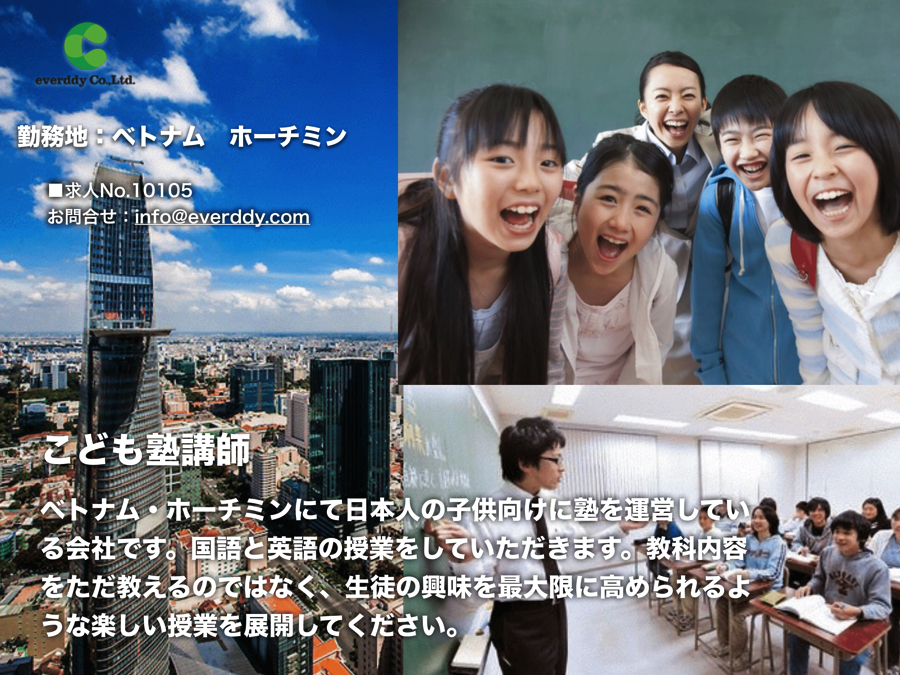 everddy Co.,Ltd.
勤務地：ベトナム　ホーチミン
■求人No.10105
お問合せ：info@everddy.com
こども塾講師
ベトナム・ホーチミンにて日本人の子供向けに塾を運営してい
る会社です。国語と英語の授業をしていただきます。教科内容
をただ教えるのではなく、生徒の興味を最大限に高められるよ
うな楽しい授業を展開してください。